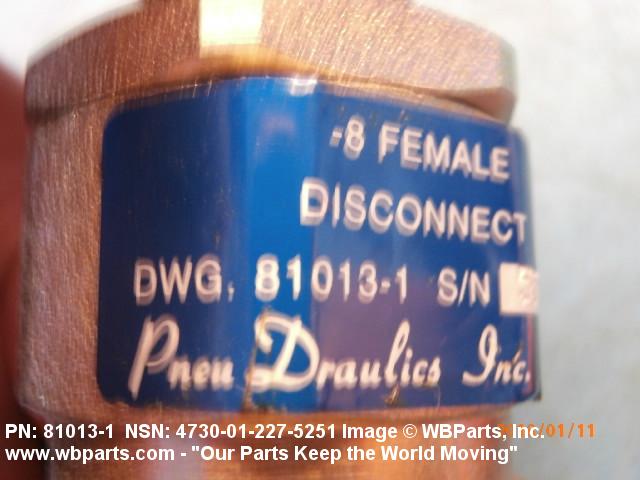 -8 FEMALE
DISCONNECT
DWG. 81013-1 S/N
Pneu Draulics Inc.
PN: 81013-1 NSN: 4730-01-227-5251 Image © WBParts, Inc.
/01/11
www.wbparts.com - "Our Parts Keep the World Moving"